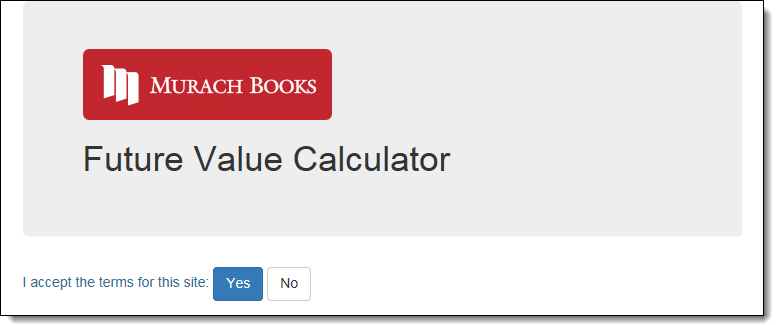 MURACH BOOKS
Future Value Calculator
I accept the terms for this site: Yes No